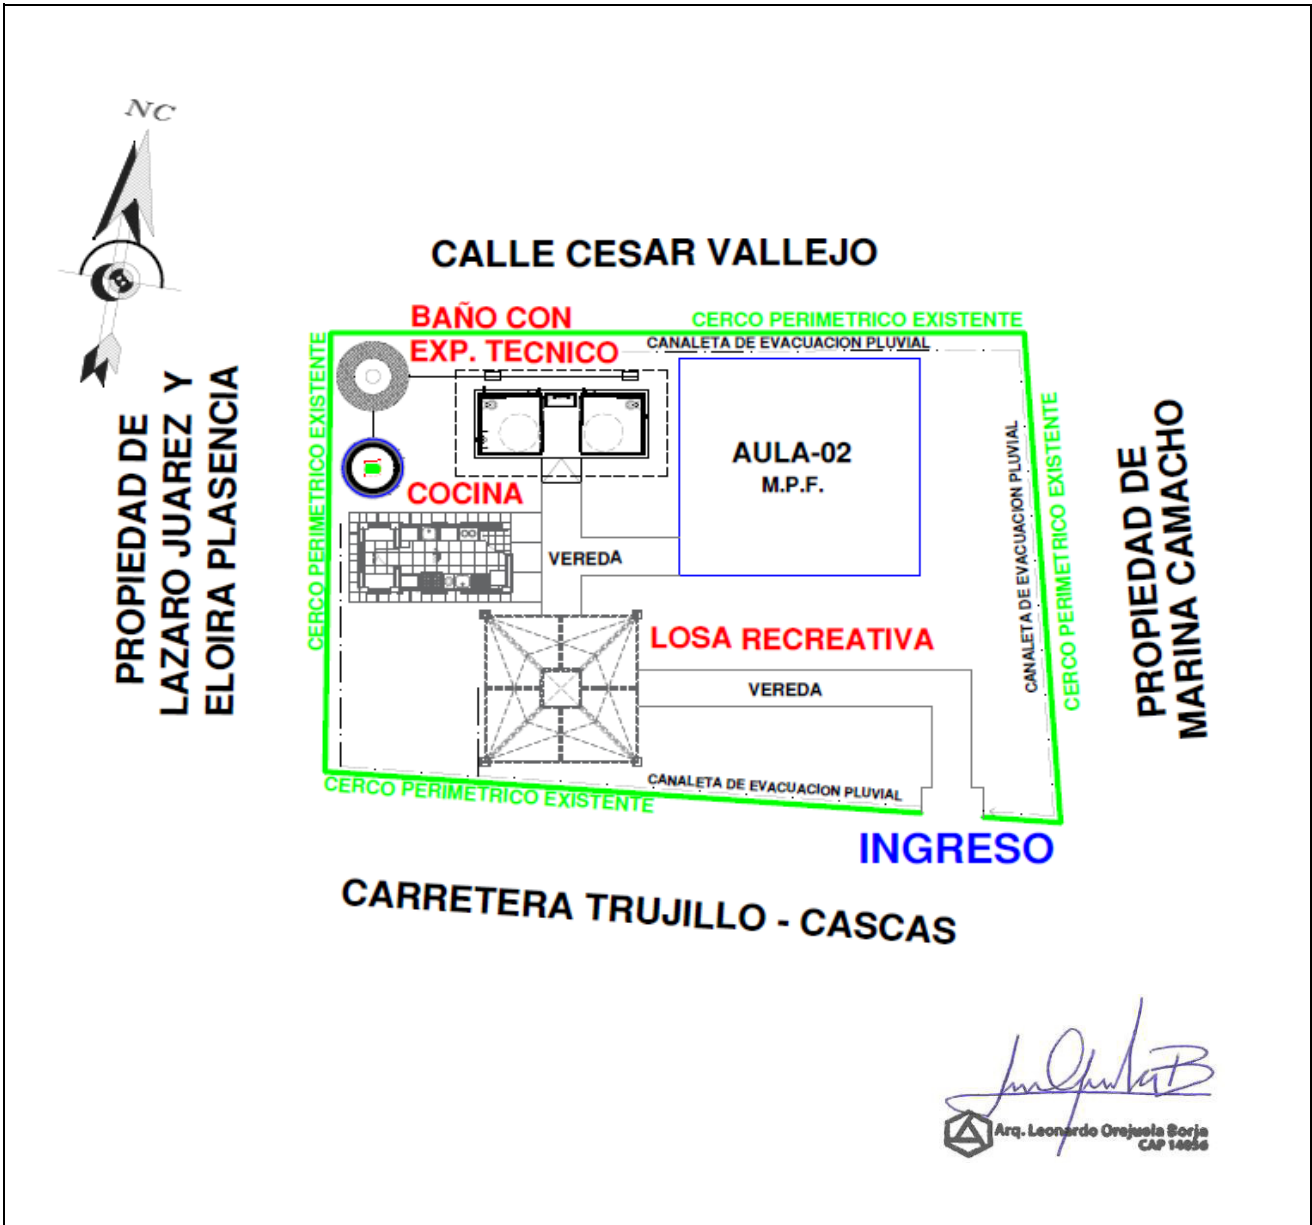 NC
CALLE CESAR VALLEJO
BAÑO CON
EXP. TECNICO
CERCO PERIMETRICO EXISTENTE
CANALETA DE EVACUACION PLUVIAL
CERCO PERIMETRICO EXISTENTE
PROPIEDAD DE
LAZARO JUAREZ Y
ELOIRA PLASENCIA
AULA-02
M.P.F.
COCINA
VEREDA
CANALETA DE EVACUACION PLUVIAL
CERCO PERIMETRICO EXISTENTE
PROPIEDAD DE
MARINA CAMACHO
LOSA RECREATIVA
VEREDA
CANALETA DE EVACUACION PLUVIAL
CERCO PERIMETRICO EXISTENTE
INGRESO
CARRETERA TRUJILLO - CASCAS
Arq. Leonardo Orejuela Borja
CAP 14056